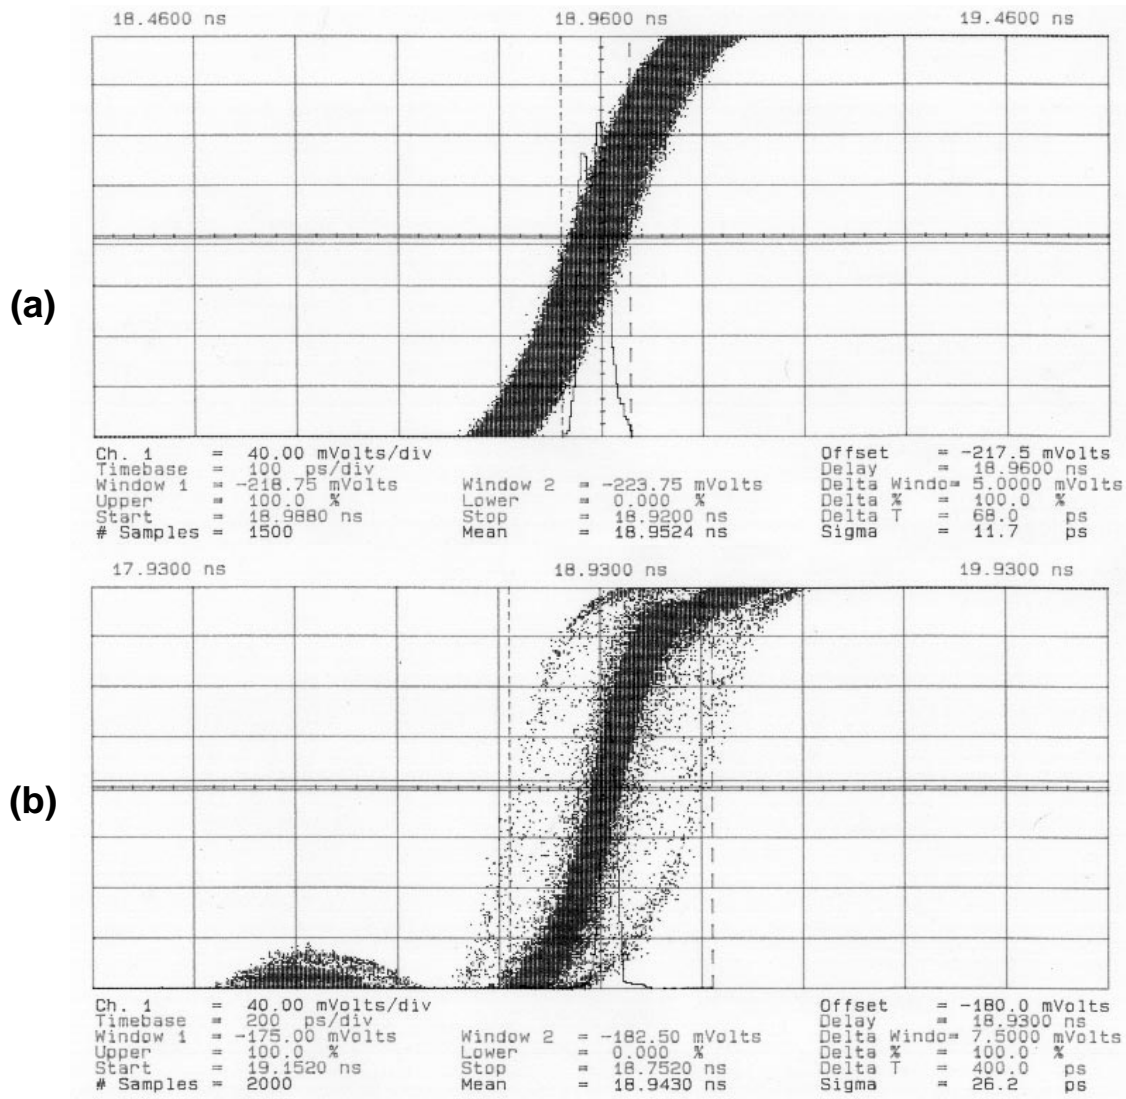 18.4600 ns 18.9600 ns 19.4600 ns
(a)
Ch. 1 = 40.00 mVolts/div Offset = -217.5 mVolts
Timebase = 100 ps/div Delay = 18.9600 ns
Window 1 = -218.75 mVolts Window 2 = -223.75 mVolts Delta Windo= 5.0000 mVolts
Upper = 100.0 % Lower = 0.000 % Delta % = 100.0 %
Start = 18.9880 ns Stop = 18.9200 ns Delta T = 68.0 ps
# Samples = 1500 Mean = 18.9524 ns Sigma = 11.7 ps
17.9300 ns 18.9300 ns 19.9300 ns
(b)
Ch. 1 = 40.00 mVolts/div Offset = -180.0 mVolts
Timebase = 200 ps/div Delay = 18.9300 ns
Window 1 = -175.00 mVolts Window 2 = -182.50 mVolts Delta Windo= 7.5000 mVolts
Upper = 100.0 % Lower = 0.000 % Delta % = 100.0 %
Start = 19.1520 ns Stop = 18.7520 ns Delta T = 400.0 ps
# Samples = 2000 Mean = 18.9430 ns Sigma = 26.2 ps